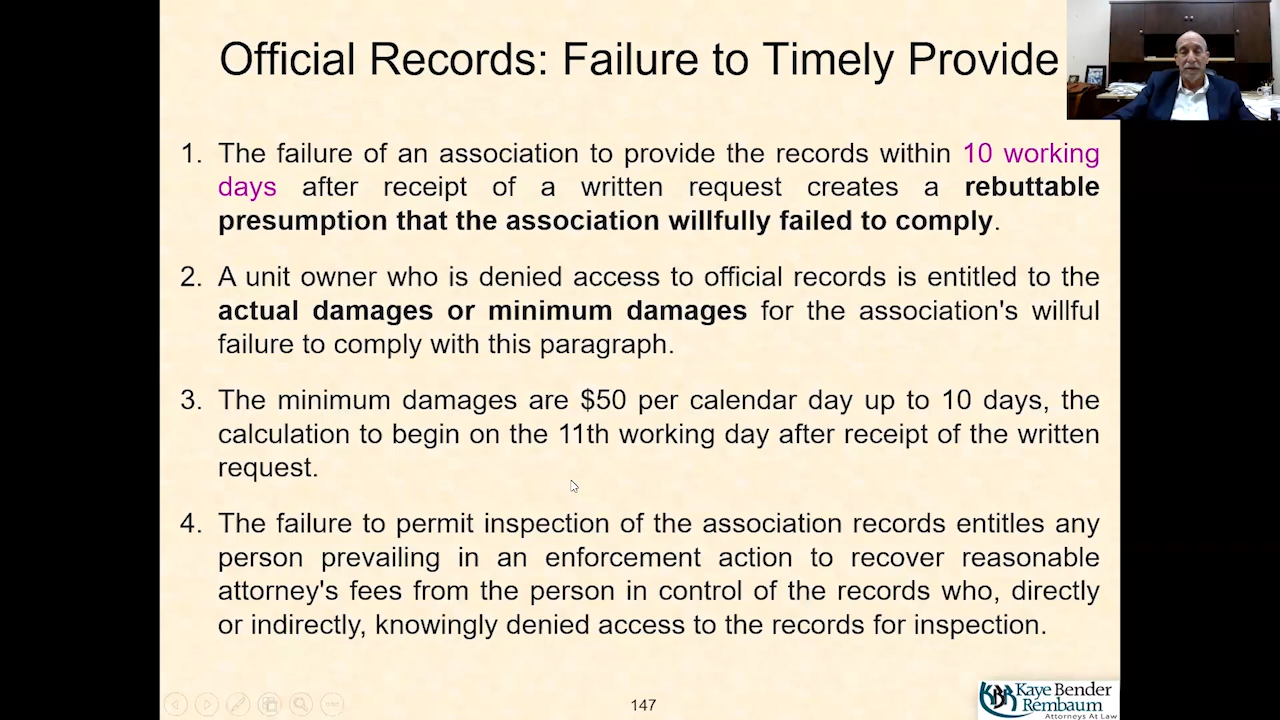 Official Records: Failure to Timely Provide
1. The failure of an association to provide the records within 10 working
days after receipt of a written request creates a rebuttable
presumption that the association willfully failed to comply.
2. A unit owner who is denied access to official records is entitled to the
actual damages or minimum damages for the association's willful
failure to comply with this paragraph.
3. The minimum damages are $50 per calendar day up to 10 days, the
calculation to begin on the 11th working day after receipt of the written
request.
4. The failure to permit inspection of the association records entitles any
person prevailing in an enforcement action to recover reasonable
attorney's fees from the person in control of the records who, directly
or indirectly, knowingly denied access to the records for inspection.
147
KBR Kaye Bender
Rembaum
Attorneys At Law